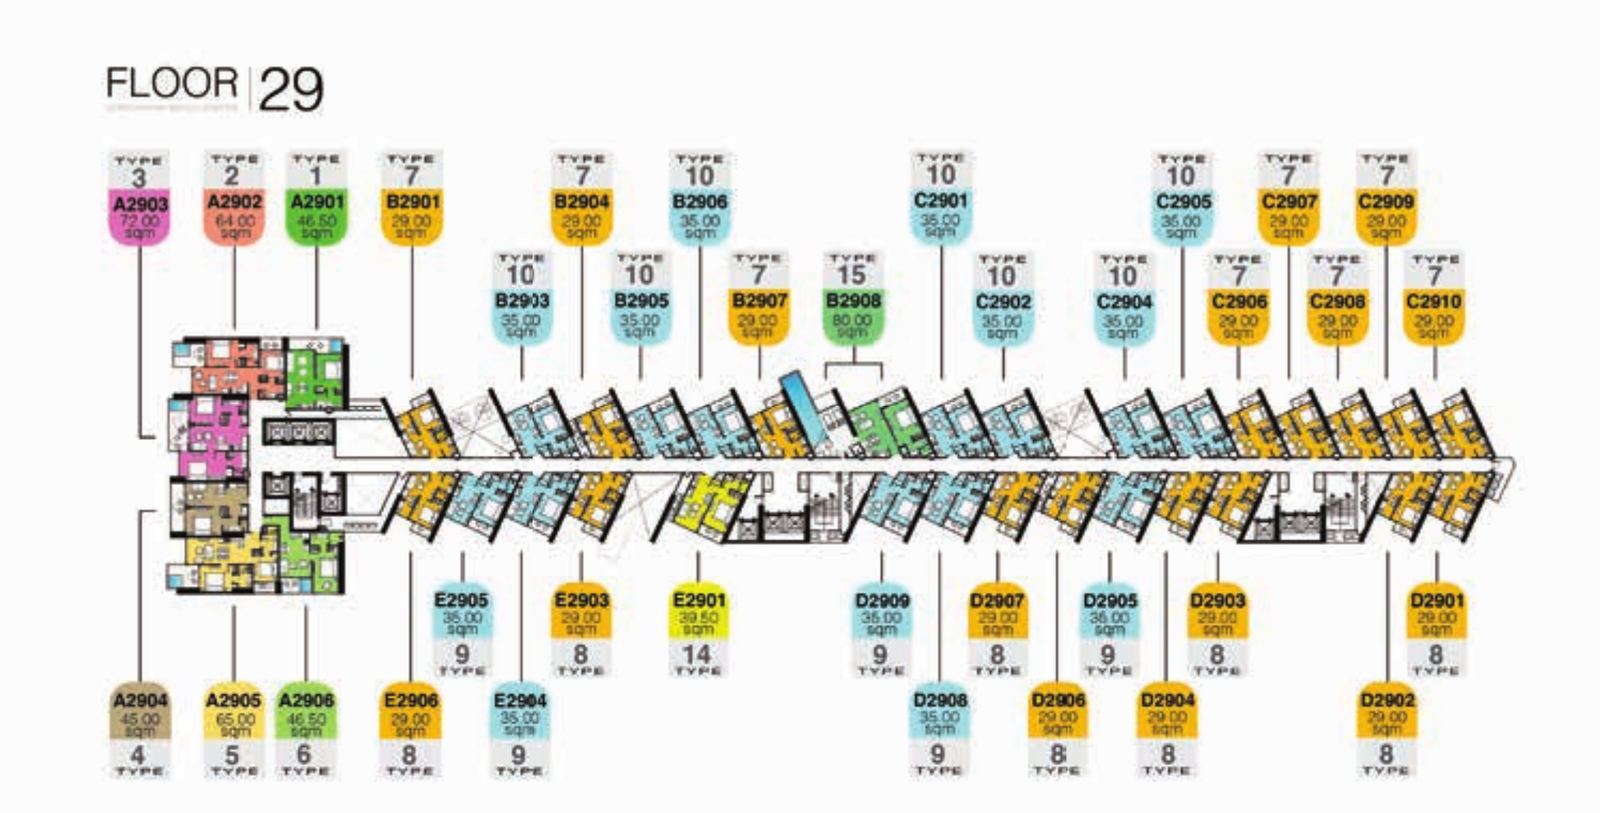 FLOOR 29
TYPE
3
A2903
72.00
sqm
TYPE
2
A2902
64.00
sqm
TYPE
1
A2901
46.50
sqm
TYPE
7
B2901
29.00
sqm
TYPE
7
B2904
29.00
sqm
TYPE
10
B2906
35.00
sqm
TYPE
10
C2901
35.00
sqm
TYPE
10
C2905
35.00
sqm
TYPE
7
C2907
29.00
sqm
TYPE
7
C2909
29.00
sqm
TYPE
10
B2903
35.00
sqm
TYPE
10
B2905
35.00
sqm
TYPE
7
B2907
29.00
sqm
TYPE
15
B2908
80.00
sqm
TYPE
10
C2902
35.00
sqm
TYPE
10
C2904
35.00
sqm
TYPE
7
C2906
29.00
sqm
TYPE
7
C2908
29.00
sqm
TYPE
7
C2910
29.00
sqm
E2905
35.00
sqm
9
TYPE
E2903
29.00
sqm
8
TYPE
E2901
39.50
sqm
14
TYPE
D2909
35.00
sqm
9
TYPE
D2907
29.00
sqm
8
TYPE
D2905
35.00
sqm
9
TYPE
D2903
29.00
sqm
8
TYPE
D2901
29.00
sqm
8
TYPE
A2904
45.00
sqm
4
TYPE
A2905
65.00
sqm
5
TYPE
A2906
46.50
sqm
6
TYPE
E2906
29.00
sqm
8
TYPE
E2904
35.00
sqm
9
TYPE
D2908
35.00
sqm
9
TYPE
D2906
29.00
sqm
8
TYPE
D2904
29.00
sqm
8
TYPE
D2902
29.00
sqm
8
TYPE